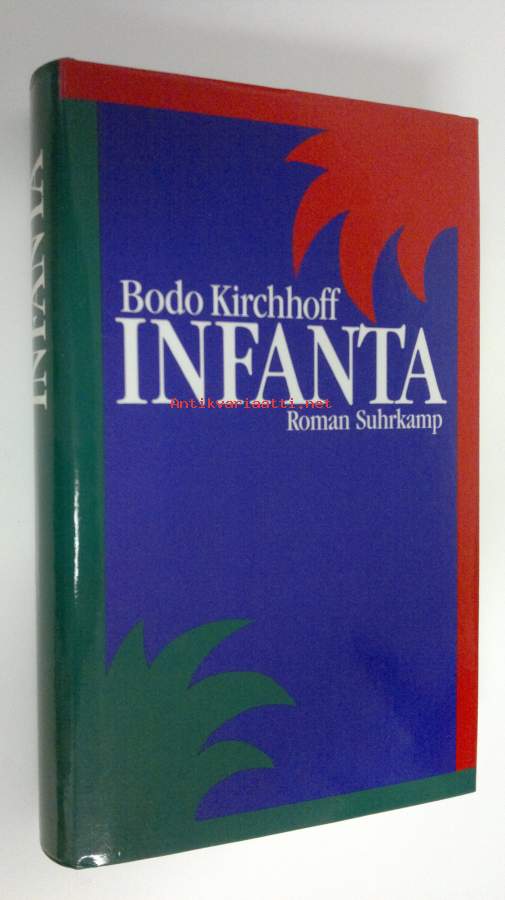 INFANTA
Bodo Kirchhoff
INFANTA
Antikvariaatti.net
Roman Suhrkamp